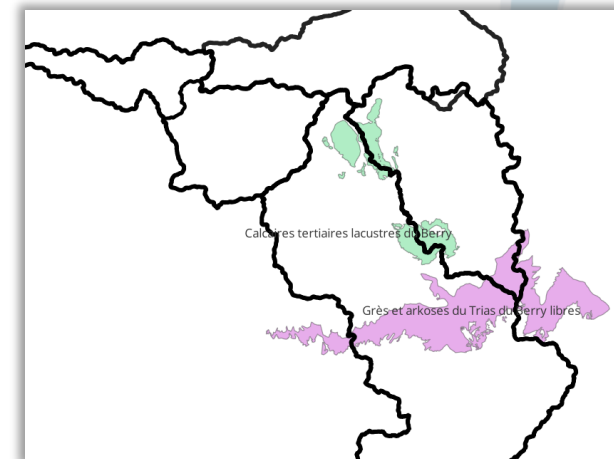 Calcaires tertiaires lacustres du Berry
Grès et arkoses du Trias du Berry libres